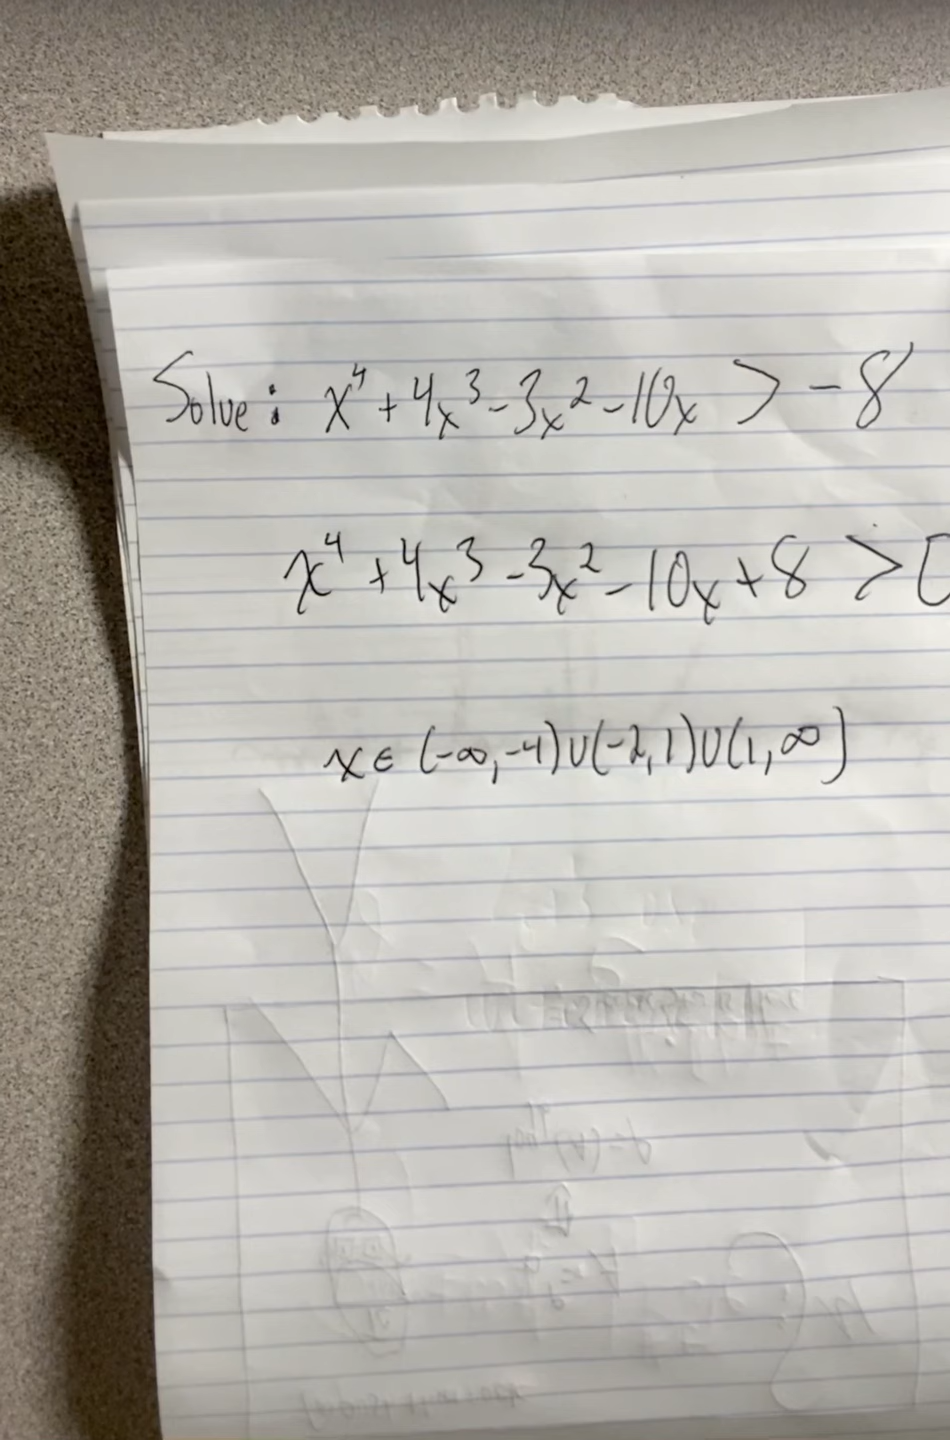 Solve: x⁴ + 4x³ - 3x² - 10x > -8
x⁴ + 4x³ - 3x² - 10x + 8 > 0
x ∈ (-∞, -4) ∪ (-2, 1) ∪ (1, ∞)